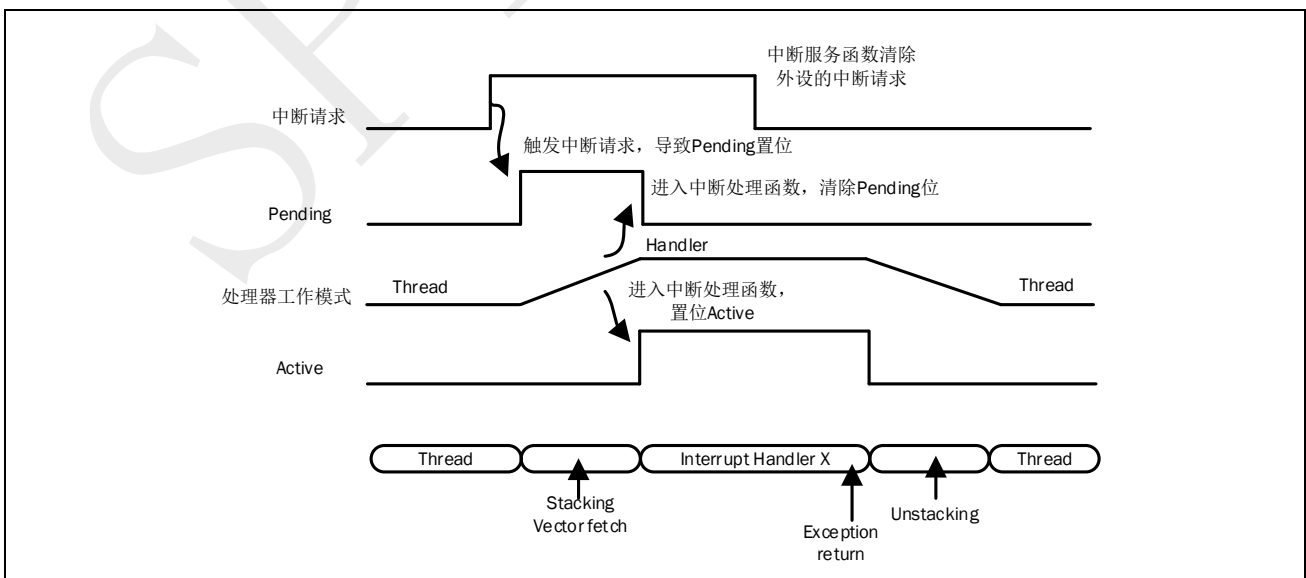 中断服务函数清除
外设的中断请求
中断请求
触发中断请求，导致Pending置位
进入中断处理函数，清除Pending位
Pending
Handler
Thread
处理器工作模式
进入中断处理函数，
置位Active
Thread
Active
Thread
Interrupt Handler X
Thread
Stacking
Vector fetch
Exception
return
Unstacking